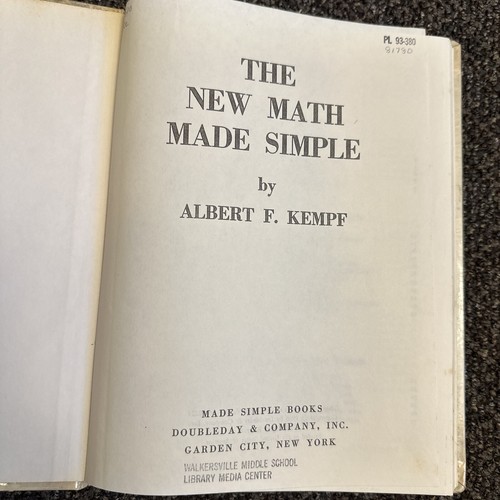 PL 93-380
91790
THE
NEW MATH
MADE SIMPLE
by
ALBERT F. KEMPF
MADE SIMPLE BOOKS
DOUBLEDAY & COMPANY, INC.
GARDEN CITY, NEW YORK
WALKERSVILLE MIDDLE SCHOOL
LIBRARY MEDIA CENTER